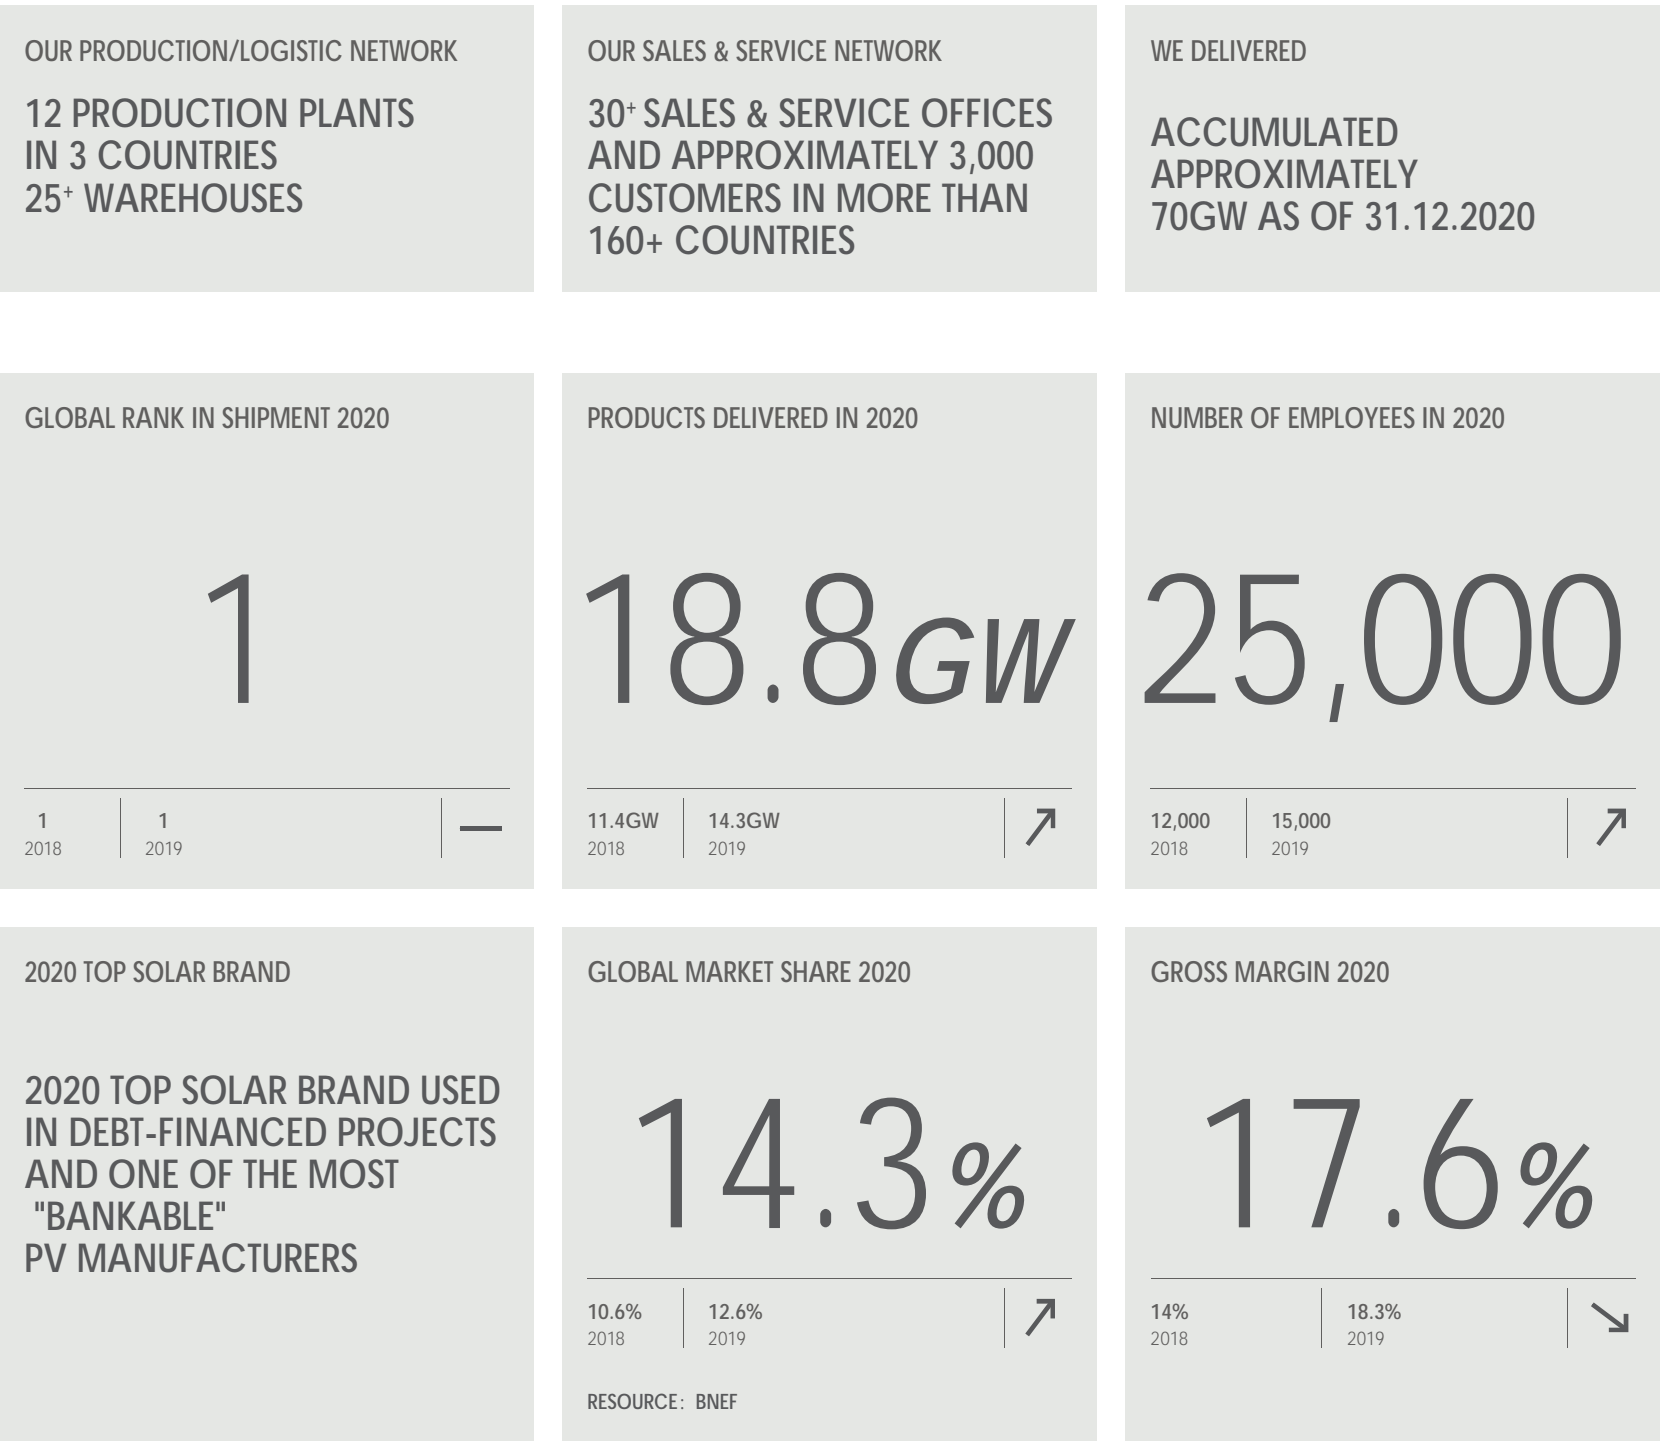 OUR PRODUCTION/LOGISTIC NETWORK
12 PRODUCTION PLANTS
IN 3 COUNTRIES
25+ WAREHOUSES
OUR SALES & SERVICE NETWORK
30+ SALES & SERVICE OFFICES
AND APPROXIMATELY 3,000
CUSTOMERS IN MORE THAN
160+ COUNTRIES
WE DELIVERED
ACCUMULATED
APPROXIMATELY
70GW AS OF 31.12.2020
GLOBAL RANK IN SHIPMENT 2020
1
1 1
2018 2019
PRODUCTS DELIVERED IN 2020
18.8GW
11.4GW 14.3GW
2018 2019
NUMBER OF EMPLOYEES IN 2020
25,000
12,000 15,000
2018 2019
2020 TOP SOLAR BRAND
2020 TOP SOLAR BRAND USED
IN DEBT-FINANCED PROJECTS
AND ONE OF THE MOST
"BANKABLE"
PV MANUFACTURERS
GLOBAL MARKET SHARE 2020
14.3%
10.6% 12.6%
2018 2019
RESOURCE: BNEF
GROSS MARGIN 2020
17.6%
14% 18.3%
2018 2019